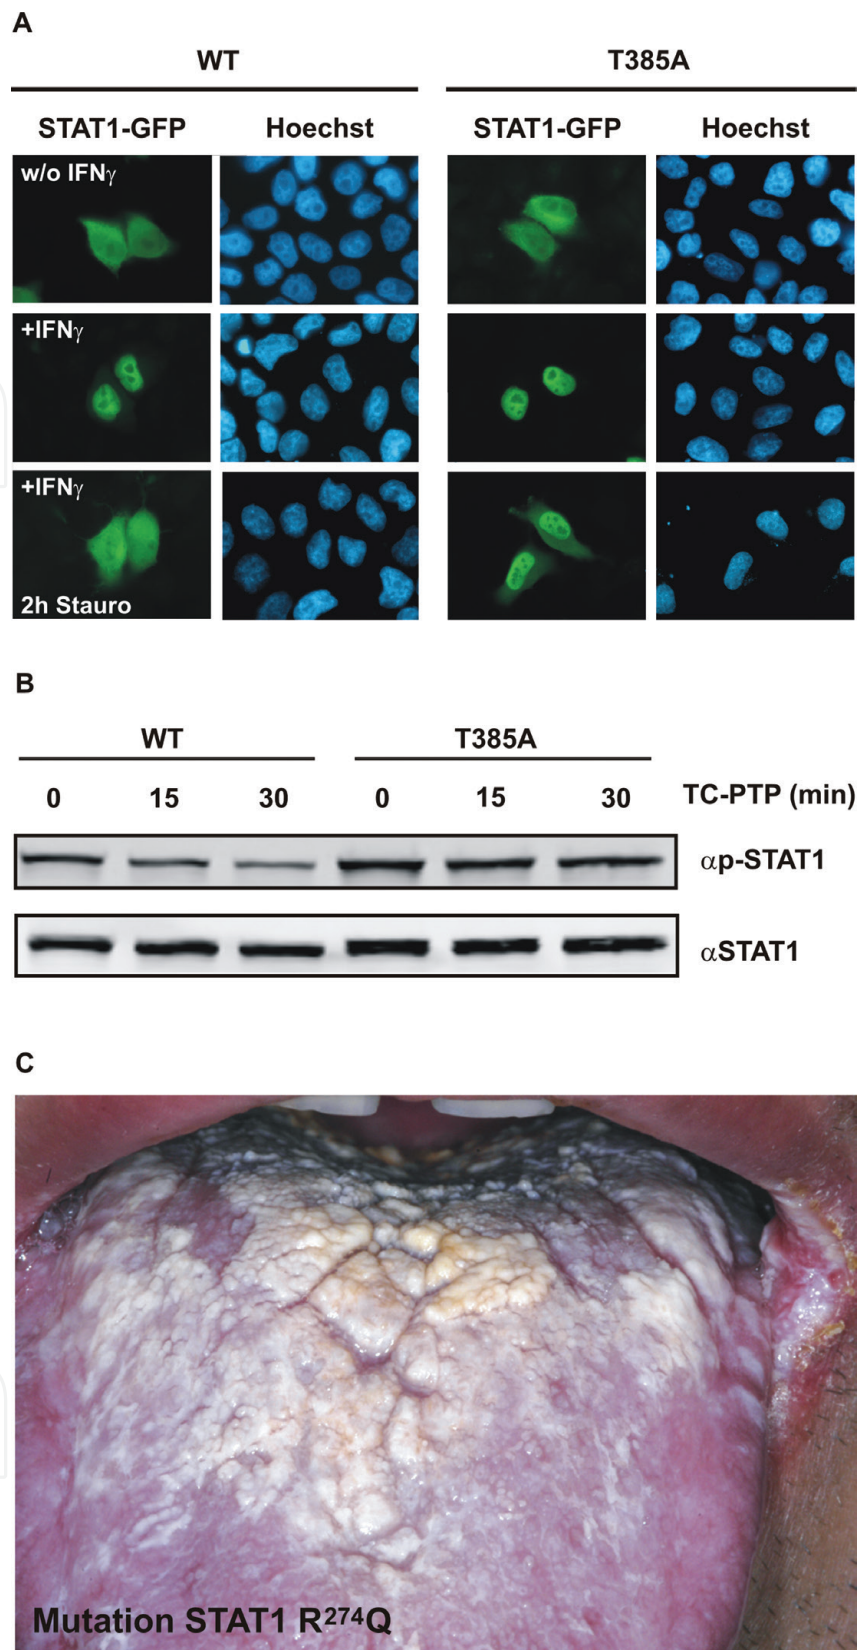 A
WT T385A
STAT1-GFP Hoechst STAT1-GFP Hoechst
w/o IFNγ
+IFNγ
+IFNγ
2h Stauro
B
WT T385A
0 15 30 0 15 30 TC-PTP (min)
αp-STAT1
αSTAT1
C
Mutation STAT1 R²⁷⁴Q